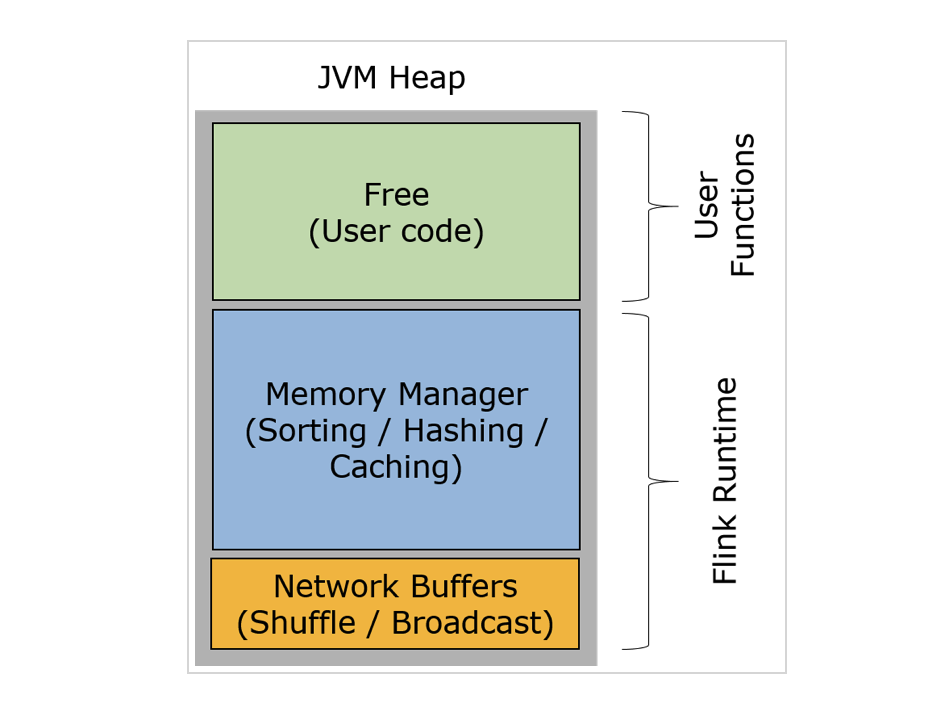 JVM Heap
Free
(User code)
User
Functions
Memory Manager
(Sorting / Hashing /
Caching)
Flink Runtime
Network Buffers
(Shuffle / Broadcast)